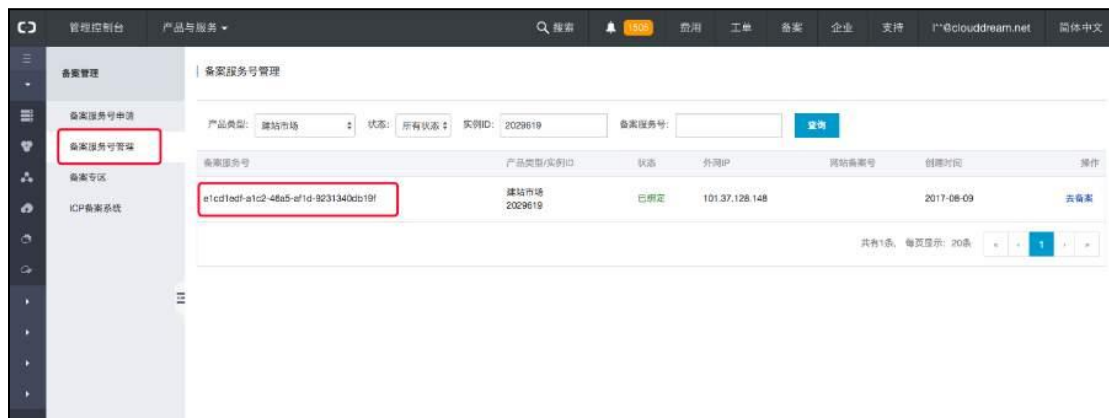 管理控制台 产品与服务 搜索 1505 费用 工单 备案 企业 支持 l**@clouddream.net 简体中文
备案管理
备案服务号申请
备案服务号管理
备案专区
ICP备案系统
备案服务号管理
产品类型: 建站市场 状态: 所有状态 实例ID: 2029619 备案服务号: 查询
备案服务号 产品类型/实例ID 状态 外网IP 网站备案号 创建时间 操作
e1cd1edf-a1c2-46a5-af1d-9231340db19f 建站市场 已绑定 101.37.128.148 2017-08-09 去备案
2029619
共有1条, 每页显示: 20条 « ‹ 1 › »